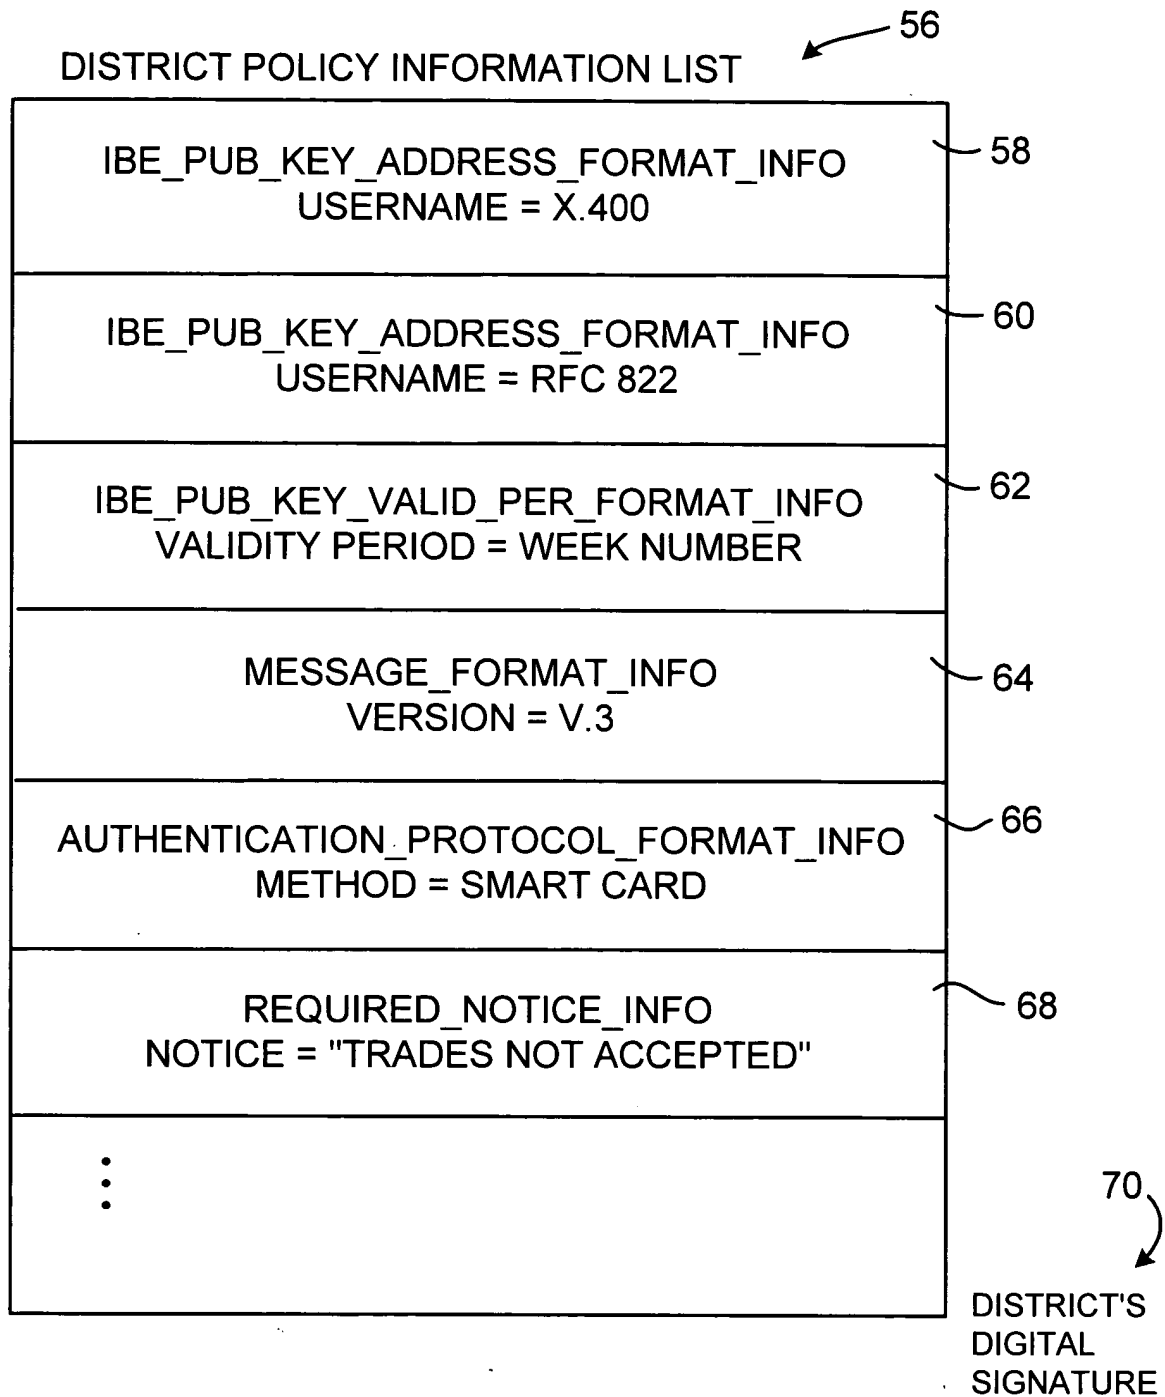 56
DISTRICT POLICY INFORMATION LIST
IBE_PUB_KEY_ADDRESS_FORMAT_INFO
USERNAME = X.400
58
IBE_PUB_KEY_ADDRESS_FORMAT_INFO
USERNAME = RFC 822
60
IBE_PUB_KEY_VALID_PER_FORMAT_INFO
VALIDITY PERIOD = WEEK NUMBER
62
MESSAGE_FORMAT_INFO
VERSION = V.3
64
AUTHENTICATION_PROTOCOL_FORMAT_INFO
METHOD = SMART CARD
66
REQUIRED_NOTICE_INFO
NOTICE = "TRADES NOT ACCEPTED"
68
70
DISTRICT'S
DIGITAL
SIGNATURE